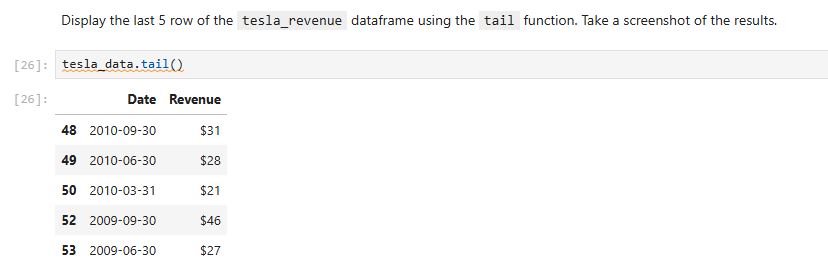 Display the last 5 row of the tesla_revenue dataframe using the tail function. Take a screenshot of the results.
[26]: tesla_data.tail()
[26]: Date Revenue
48 2010-09-30 $31
49 2010-06-30 $28
50 2010-03-31 $21
52 2009-09-30 $46
53 2009-06-30 $27